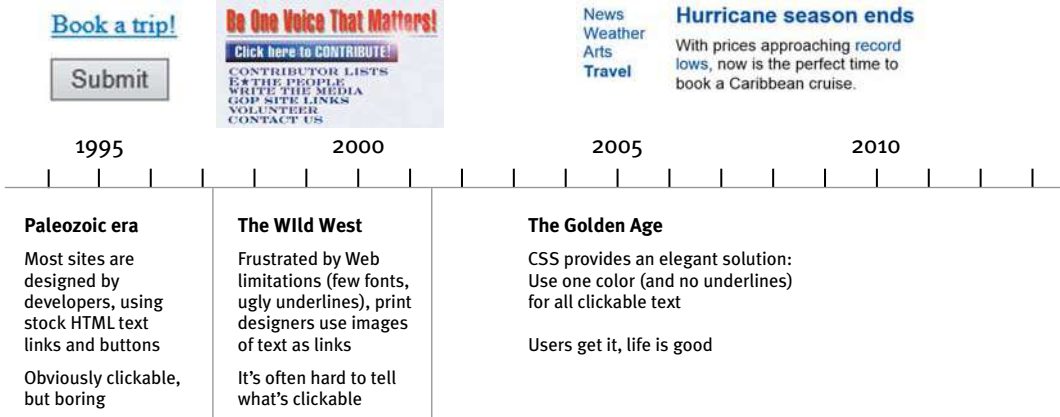 Book a trip!
Submit
Be One Voice That Matters!
Click here to CONTRIBUTE!
CONTRIBUTOR LISTS
E★THE PEOPLE
WRITE THE MEDIA
GOP SITE LINKS
VOLUNTEER
CONTACT US
News
Weather
Arts
Travel
Hurricane season ends
With prices approaching record
lows, now is the perfect time to
book a Caribbean cruise.
1995 2000 2005 2010
Paleozoic era
Most sites are
designed by
developers, using
stock HTML text
links and buttons
Obviously clickable,
but boring
The WIld West
Frustrated by Web
limitations (few fonts,
ugly underlines), print
designers use images
of text as links
It's often hard to tell
what's clickable
The Golden Age
CSS provides an elegant solution:
Use one color (and no underlines)
for all clickable text
Users get it, life is good